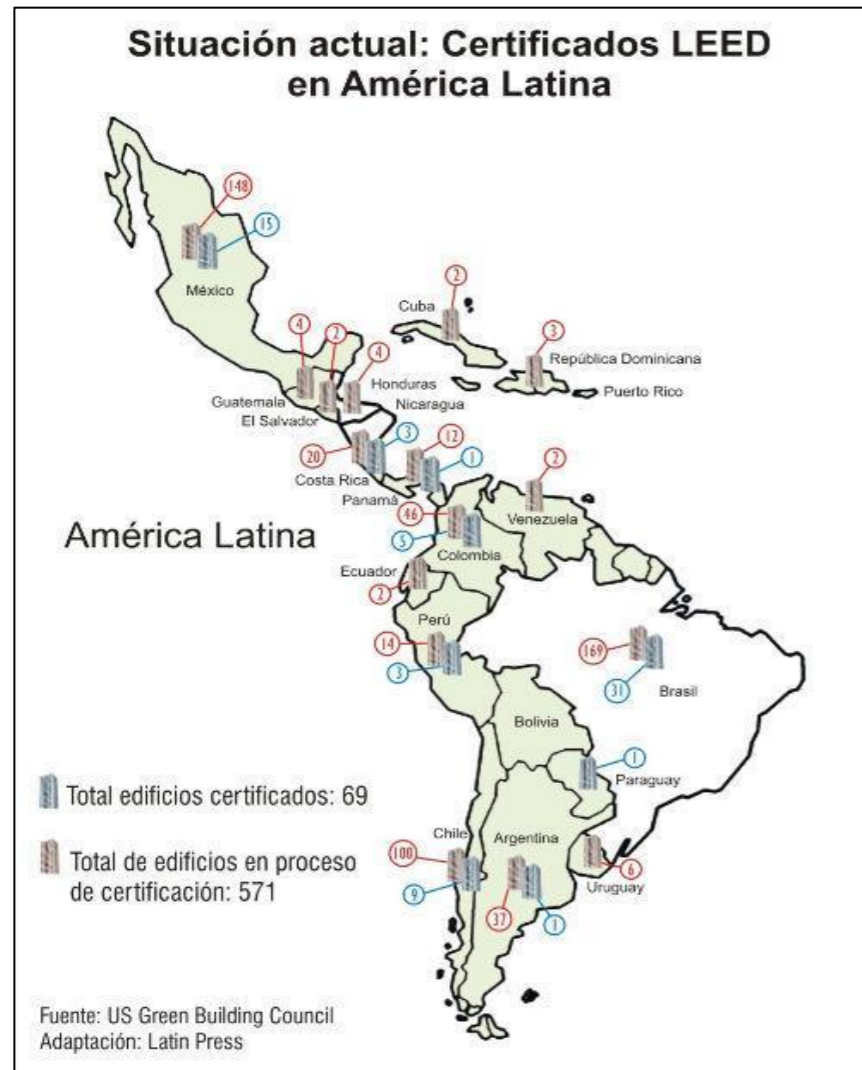 Situación actual: Certificados LEED
en América Latina
148
15
México
2
Cuba
4
2
4
3
República Dominicana
Puerto Rico
Honduras
Guatemala
Nicaragua
El Salvador
20
3
12
1
Costa Rica
Panamá
2
Venezuela
46
5
Colombia
América Latina
Ecuador
2
Perú
14
3
169
31
Brasil
Bolivia
1
Paraguay
Total edificios certificados: 69
Chile
Argentina
100
9
37
1
6
Uruguay
Total de edificios en proceso
de certificación: 571
Fuente: US Green Building Council
Adaptación: Latin Press